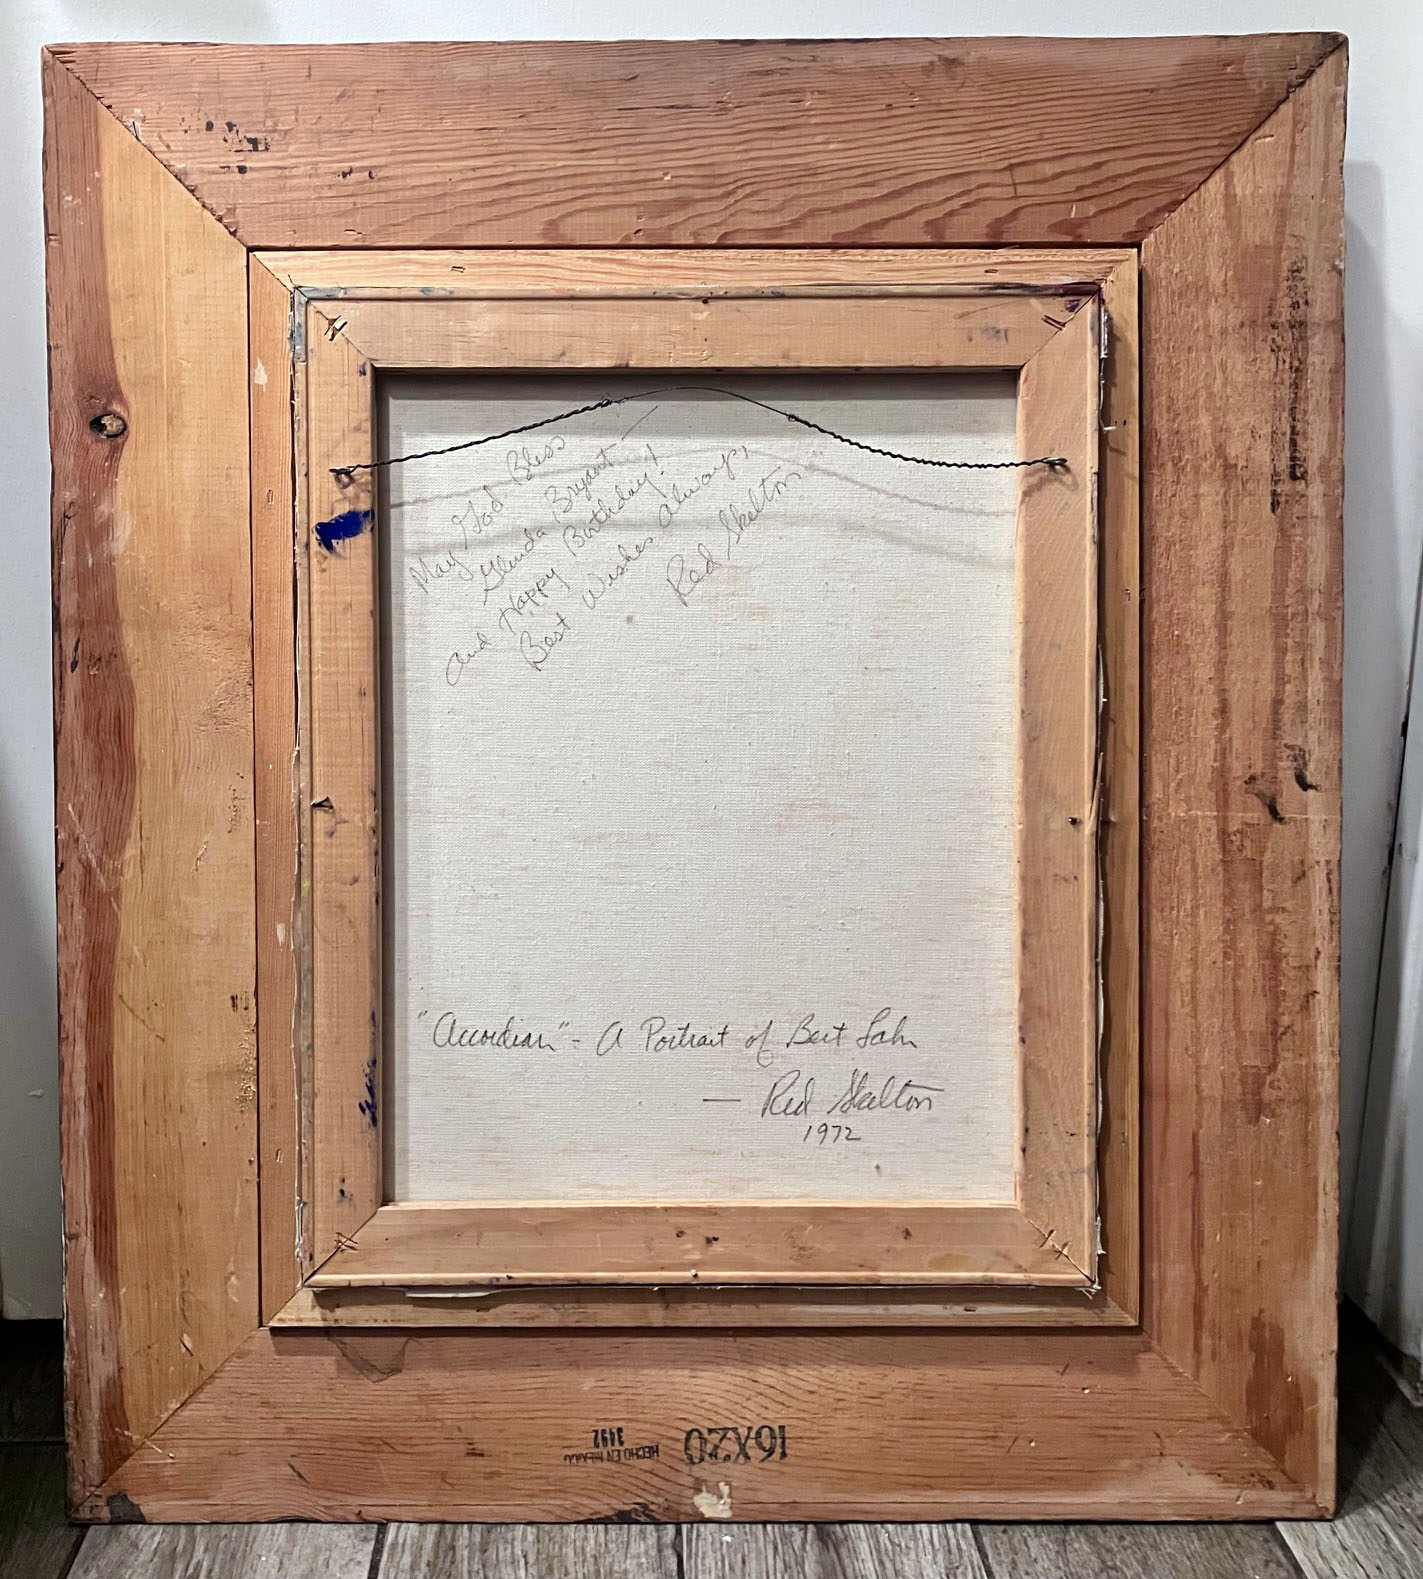 May God Bless
Glenda Bryant —
and Happy Birthday!
Best Wishes Always,
Red Skelton
"Accordian" - A Portrait of Bert Lahr
— Red Skelton
1972
16X20
HECHO EN MEXICO
3492